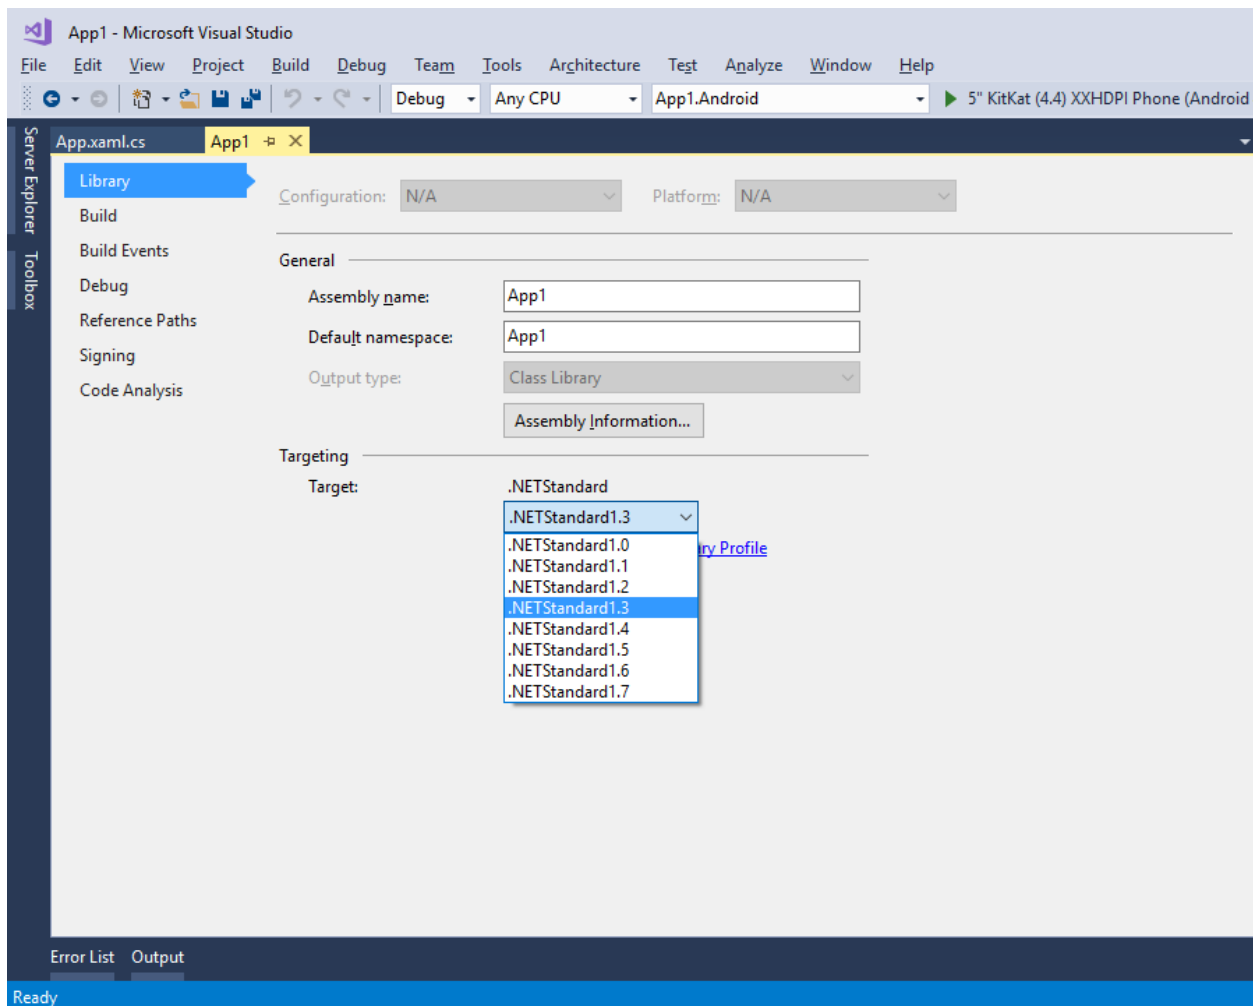 App1 - Microsoft Visual Studio
File Edit View Project Build Debug Team Tools Architecture Test Analyze Window Help
Debug Any CPU App1.Android 5" KitKat (4.4) XXHDPI Phone (Android
Server Explorer
Toolbox
App.xaml.cs App1
Library
Build
Build Events
Debug
Reference Paths
Signing
Code Analysis
Configuration: N/A Platform: N/A
General
Assembly name: App1
Default namespace: App1
Output type: Class Library
Assembly Information...
Targeting
Target: .NETStandard
.NETStandard1.3
.NETStandard1.0
ry Profile
.NETStandard1.1
.NETStandard1.2
.NETStandard1.3
.NETStandard1.4
.NETStandard1.5
.NETStandard1.6
.NETStandard1.7
Error List Output
Ready